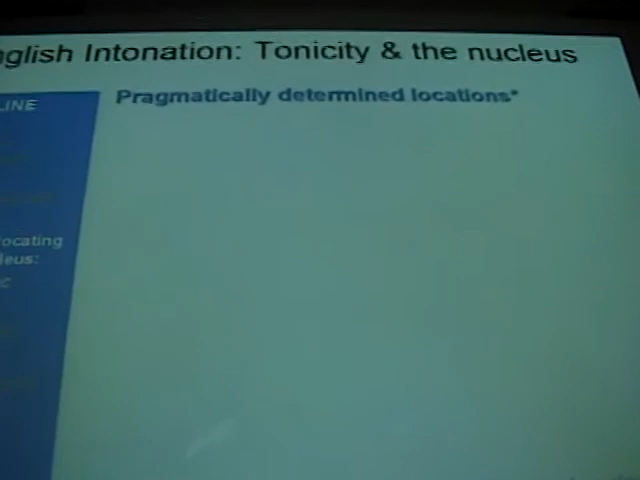 nglish Intonation: Tonicity & the nucleus
Pragmatically determined locations*
LINE
ocating
leus:
c